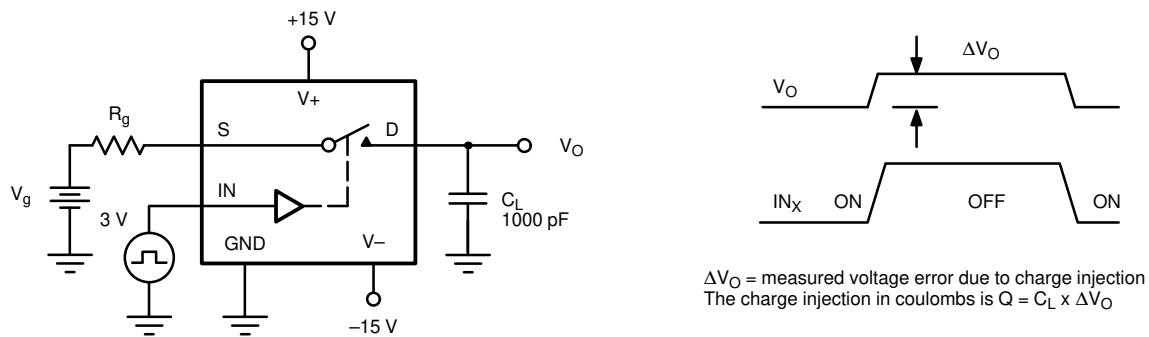 +15 V
V+
Rg
S
D
VO
Vg
IN
3 V
CL
1000 pF
GND
V–
–15 V
ΔVO
VO
INX
ON
OFF
ON
ΔVO = measured voltage error due to charge injection
The charge injection in coulombs is Q = CL x ΔVO